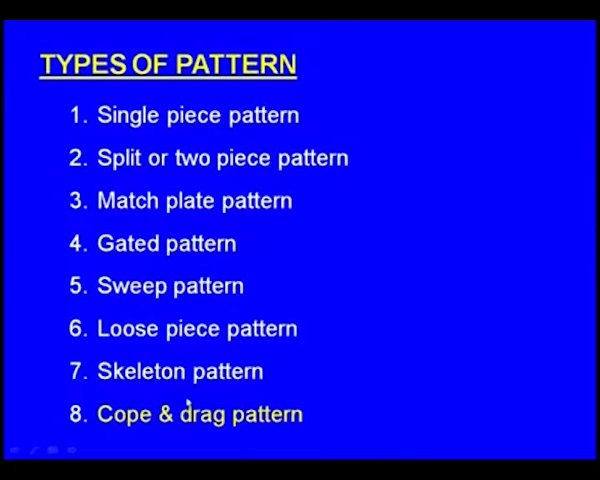 TYPES OF PATTERN
1. Single piece pattern
2. Split or two piece pattern
3. Match plate pattern
4. Gated pattern
5. Sweep pattern
6. Loose piece pattern
7. Skeleton pattern
8. Cope & drag pattern